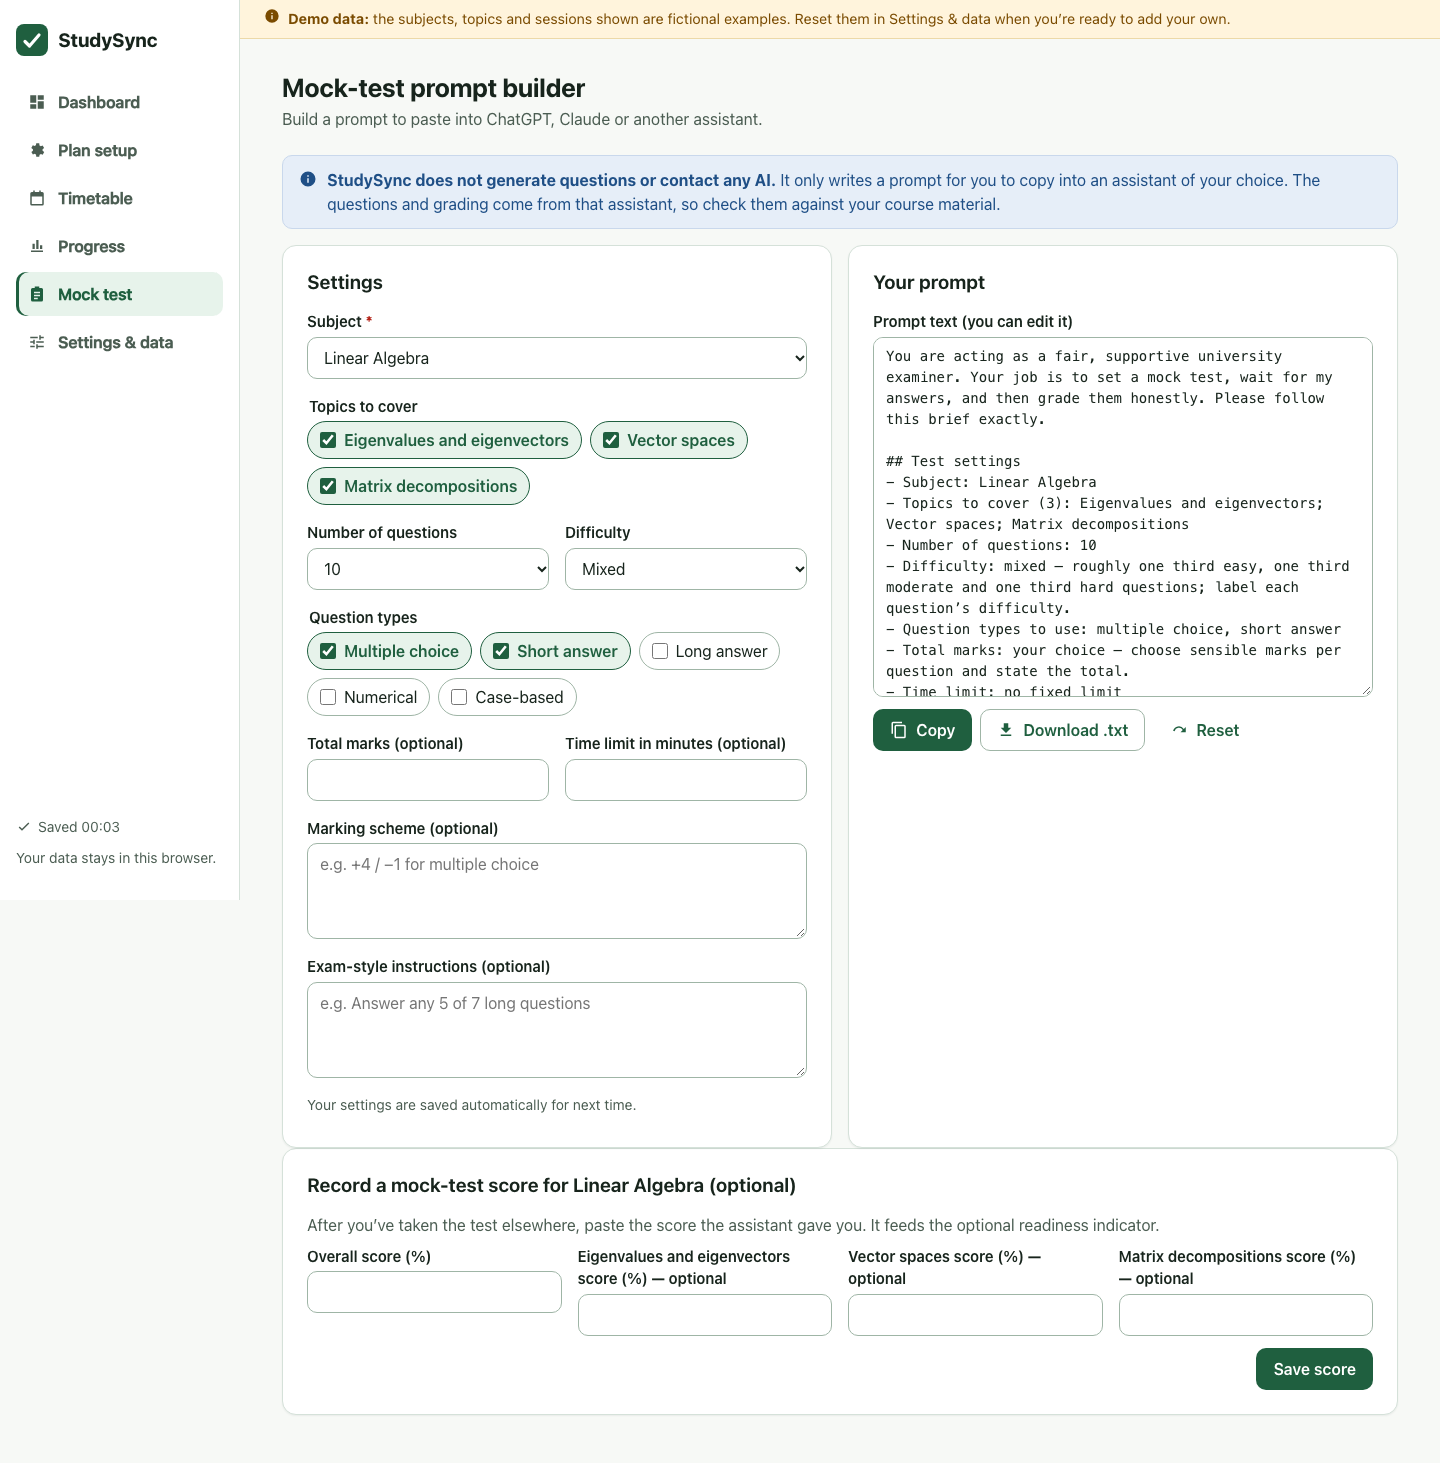 StudySync
Dashboard
Plan setup
Timetable
Progress
Mock test
Settings & data
Saved 00:03
Your data stays in this browser.
Demo data: the subjects, topics and sessions shown are fictional examples. Reset them in Settings & data when you’re ready to add your own.
Mock-test prompt builder
Build a prompt to paste into ChatGPT, Claude or another assistant.
StudySync does not generate questions or contact any AI. It only writes a prompt for you to copy into an assistant of your choice. The
questions and grading come from that assistant, so check them against your course material.
Settings
Subject *
Linear Algebra
Topics to cover
Eigenvalues and eigenvectors
Vector spaces
Matrix decompositions
Number of questions
Difficulty
10
Mixed
Question types
Multiple choice
Short answer
Long answer
Numerical
Case-based
Total marks (optional)
Time limit in minutes (optional)
Marking scheme (optional)
e.g. +4 / −1 for multiple choice
Exam-style instructions (optional)
e.g. Answer any 5 of 7 long questions
Your settings are saved automatically for next time.
Your prompt
Prompt text (you can edit it)
You are acting as a fair, supportive university
examiner. Your job is to set a mock test, wait for my
answers, and then grade them honestly. Please follow
this brief exactly.
## Test settings
– Subject: Linear Algebra
– Topics to cover (3): Eigenvalues and eigenvectors;
Vector spaces; Matrix decompositions
– Number of questions: 10
– Difficulty: mixed — roughly one third easy, one third
moderate and one third hard questions; label each
question’s difficulty.
– Question types to use: multiple choice, short answer
– Total marks: your choice — choose sensible marks per
question and state the total.
– Time limit: no fixed limit
Copy
Download .txt
Reset
Record a mock-test score for Linear Algebra (optional)
After you’ve taken the test elsewhere, paste the score the assistant gave you. It feeds the optional readiness indicator.
Overall score (%)
Eigenvalues and eigenvectors
score (%) — optional
Vector spaces score (%) —
optional
Matrix decompositions score (%)
— optional
Save score